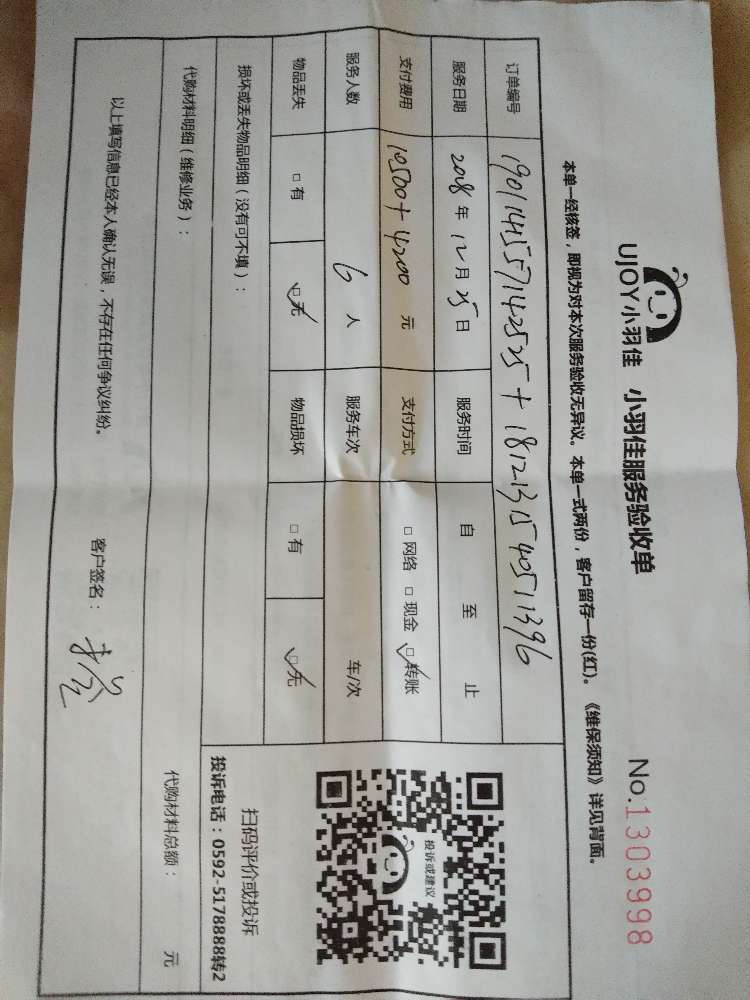 UJOY小羽佳 小羽佳服务验收单 No.1303998
本单一经核签，即视为对本次服务验收无异议。本单一式两份，客户留存一份(红)。《维保须知》详见背面。
订单编号 19011415571142525+18121315405111396
服务日期 2018年12月25日 服务时间 自 至 止
支付费用 10500+4200 元 支付方式 □网络 □现金 ☑转账
服务人数 6 人 服务车次 车/次
物品丢失 □有 ☑无 物品损坏 □有 ☑无
投诉或建议
扫码评价或投诉
投诉电话：0592-5178888转2
损坏或丢失物品明细（没有可不填）：
代购材料明细（维修业务）： 代购材料总额： 元
以上填写信息已经本人确认无误，不存在任何争议纠纷。 客户签名：